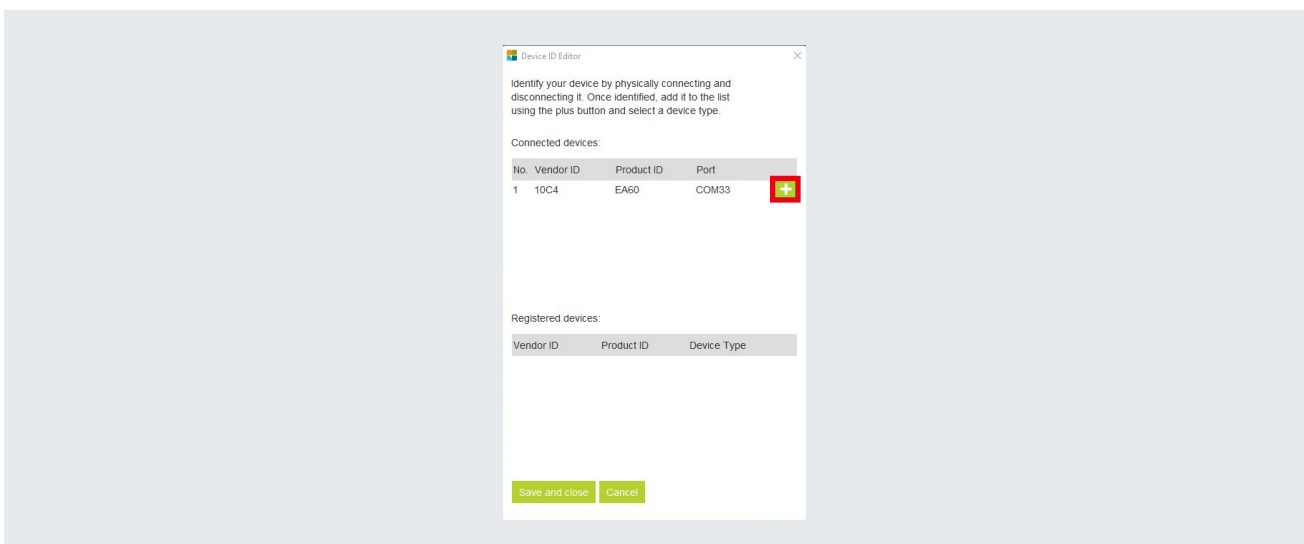 Device ID Editor
Identify your device by physically connecting and
disconnecting it. Once identified, add it to the list
using the plus button and select a device type.
Connected devices:
No. Vendor ID Product ID Port
1 10C4 EA60 COM33
Registered devices:
Vendor ID Product ID Device Type
Save and close Cancel